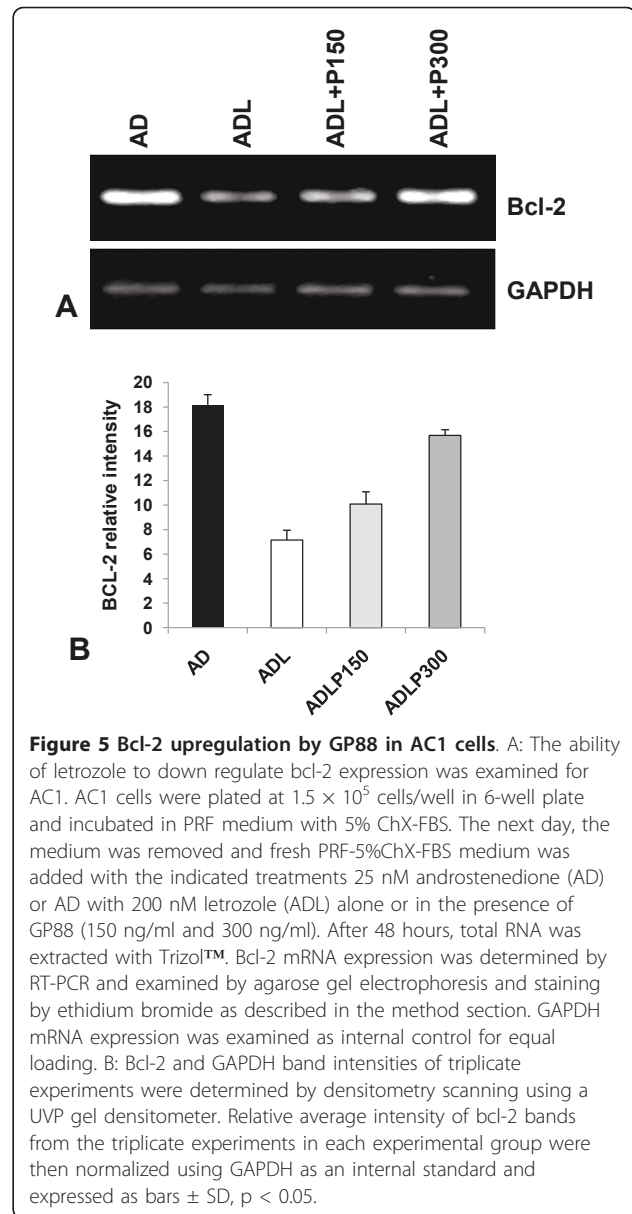 AD ADL ADL+P150 ADL+P300
Bcl-2
GAPDH
A
BCL-2 relative intensity
20
18
16
14
12
10
8
6
4
2
0
AD ADL ADLP150 ADLP300
B
Figure 5 Bcl-2 upregulation by GP88 in AC1 cells. A: The ability
of letrozole to down regulate bcl-2 expression was examined for
AC1. AC1 cells were plated at 1.5 × 10⁵ cells/well in 6-well plate
and incubated in PRF medium with 5% ChX-FBS. The next day, the
medium was removed and fresh PRF-5%ChX-FBS medium was
added with the indicated treatments 25 nM androstenedione (AD)
or AD with 200 nM letrozole (ADL) alone or in the presence of
GP88 (150 ng/ml and 300 ng/ml). After 48 hours, total RNA was
extracted with Trizol™. Bcl-2 mRNA expression was determined by
RT-PCR and examined by agarose gel electrophoresis and staining
by ethidium bromide as described in the method section. GAPDH
mRNA expression was examined as internal control for equal
loading. B: Bcl-2 and GAPDH band intensities of triplicate
experiments were determined by densitometry scanning using a
UVP gel densitometer. Relative average intensity of bcl-2 bands
from the triplicate experiments in each experimental group were
then normalized using GAPDH as an internal standard and
expressed as bars ± SD, p < 0.05.